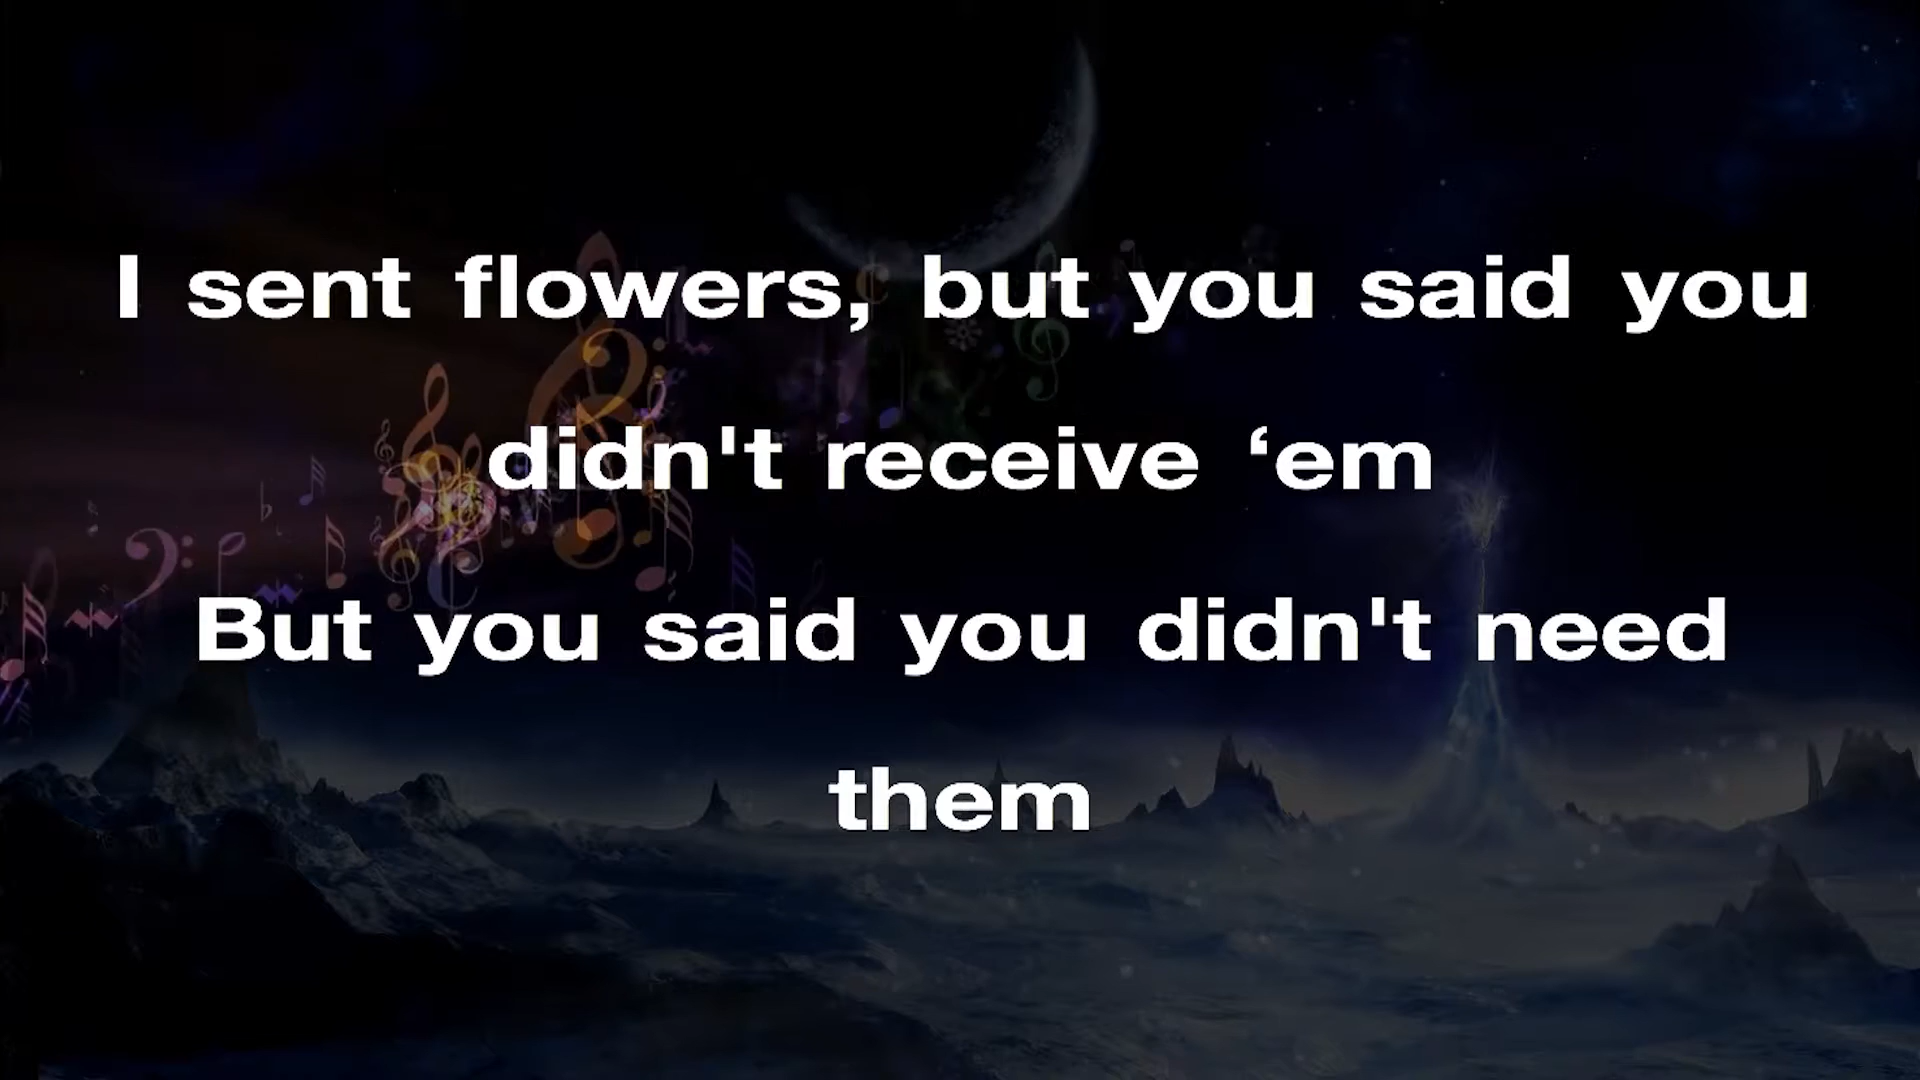 I sent flowers, but you said you
didn't receive ‘em
But you said you didn't need
them